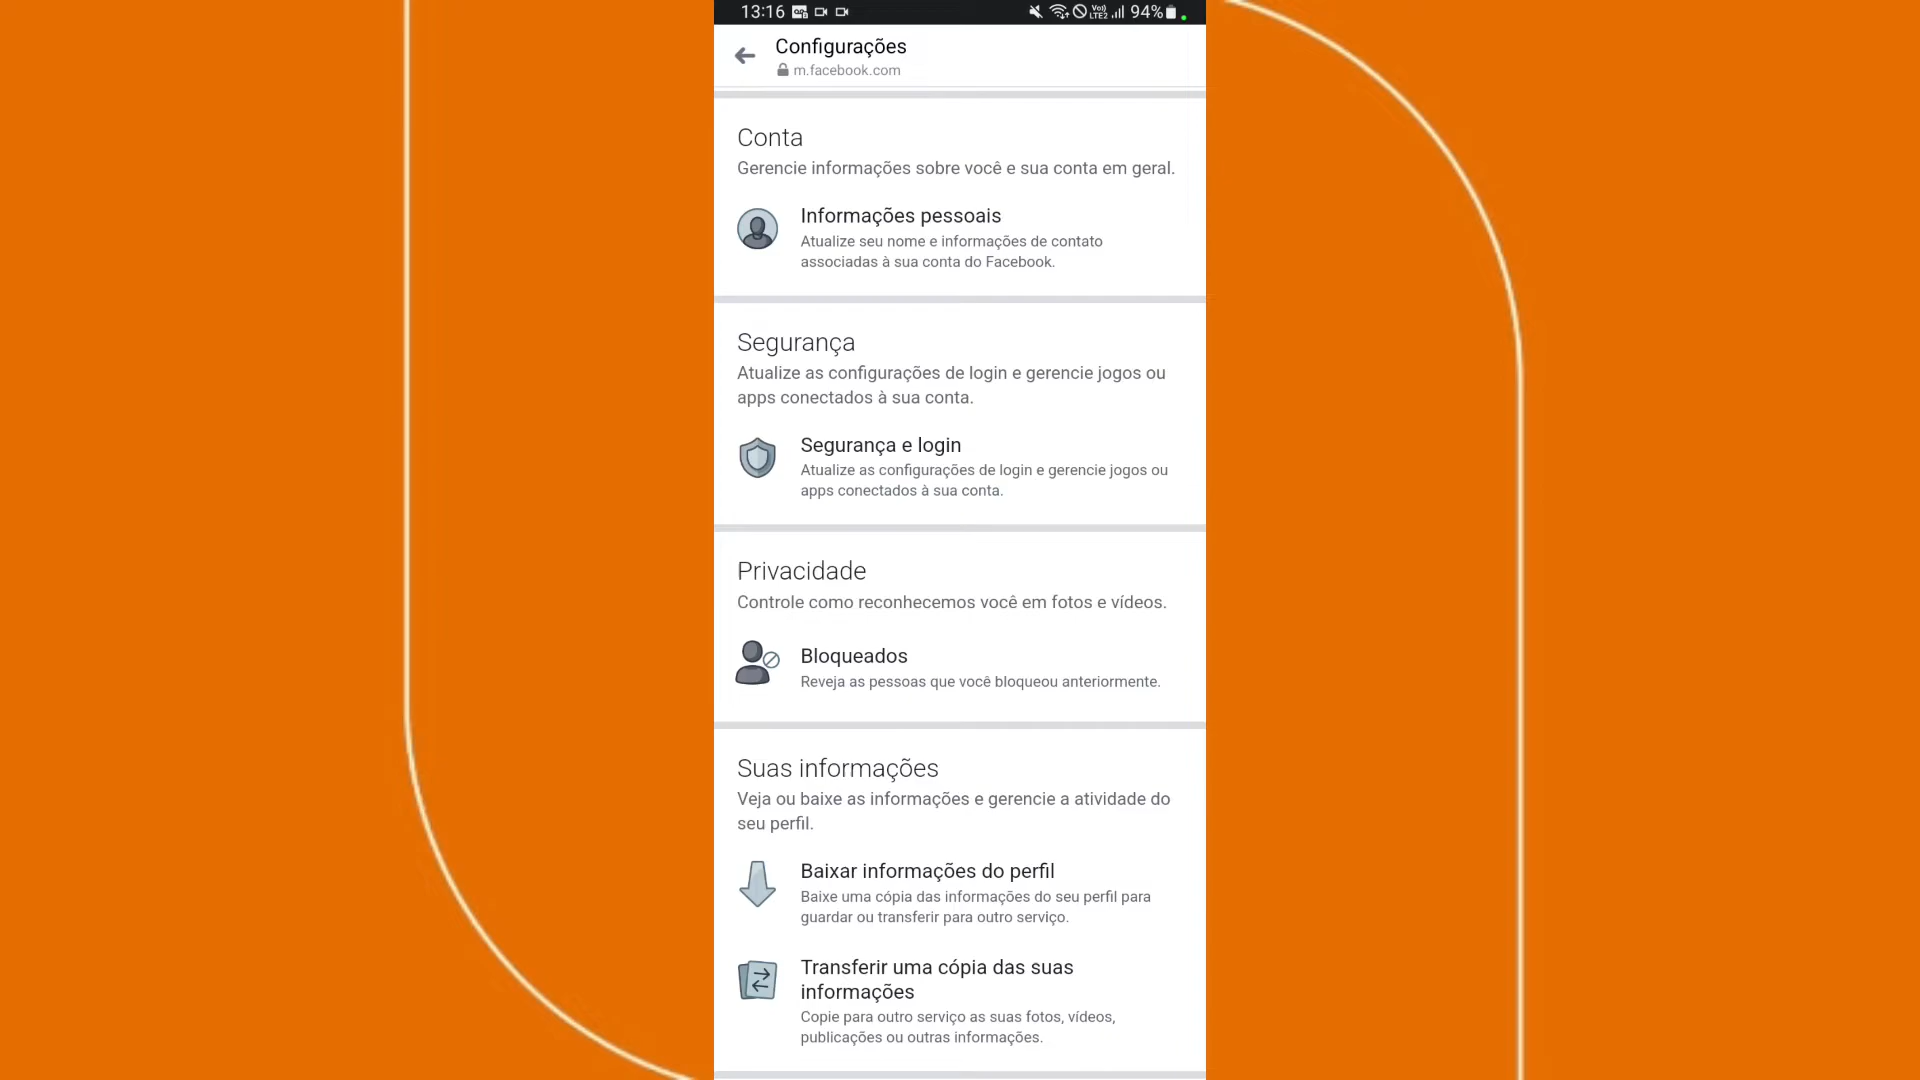 13:16 Vo) LTE2 94%
Configurações
m.facebook.com
Conta
Gerencie informações sobre você e sua conta em geral.
Informações pessoais
Atualize seu nome e informações de contato
associadas à sua conta do Facebook.
Segurança
Atualize as configurações de login e gerencie jogos ou
apps conectados à sua conta.
Segurança e login
Atualize as configurações de login e gerencie jogos ou
apps conectados à sua conta.
Privacidade
Controle como reconhecemos você em fotos e vídeos.
Bloqueados
Reveja as pessoas que você bloqueou anteriormente.
Suas informações
Veja ou baixe as informações e gerencie a atividade do
seu perfil.
Baixar informações do perfil
Baixe uma cópia das informações do seu perfil para
guardar ou transferir para outro serviço.
Transferir uma cópia das suas
informações
Copie para outro serviço as suas fotos, vídeos,
publicações ou outras informações.